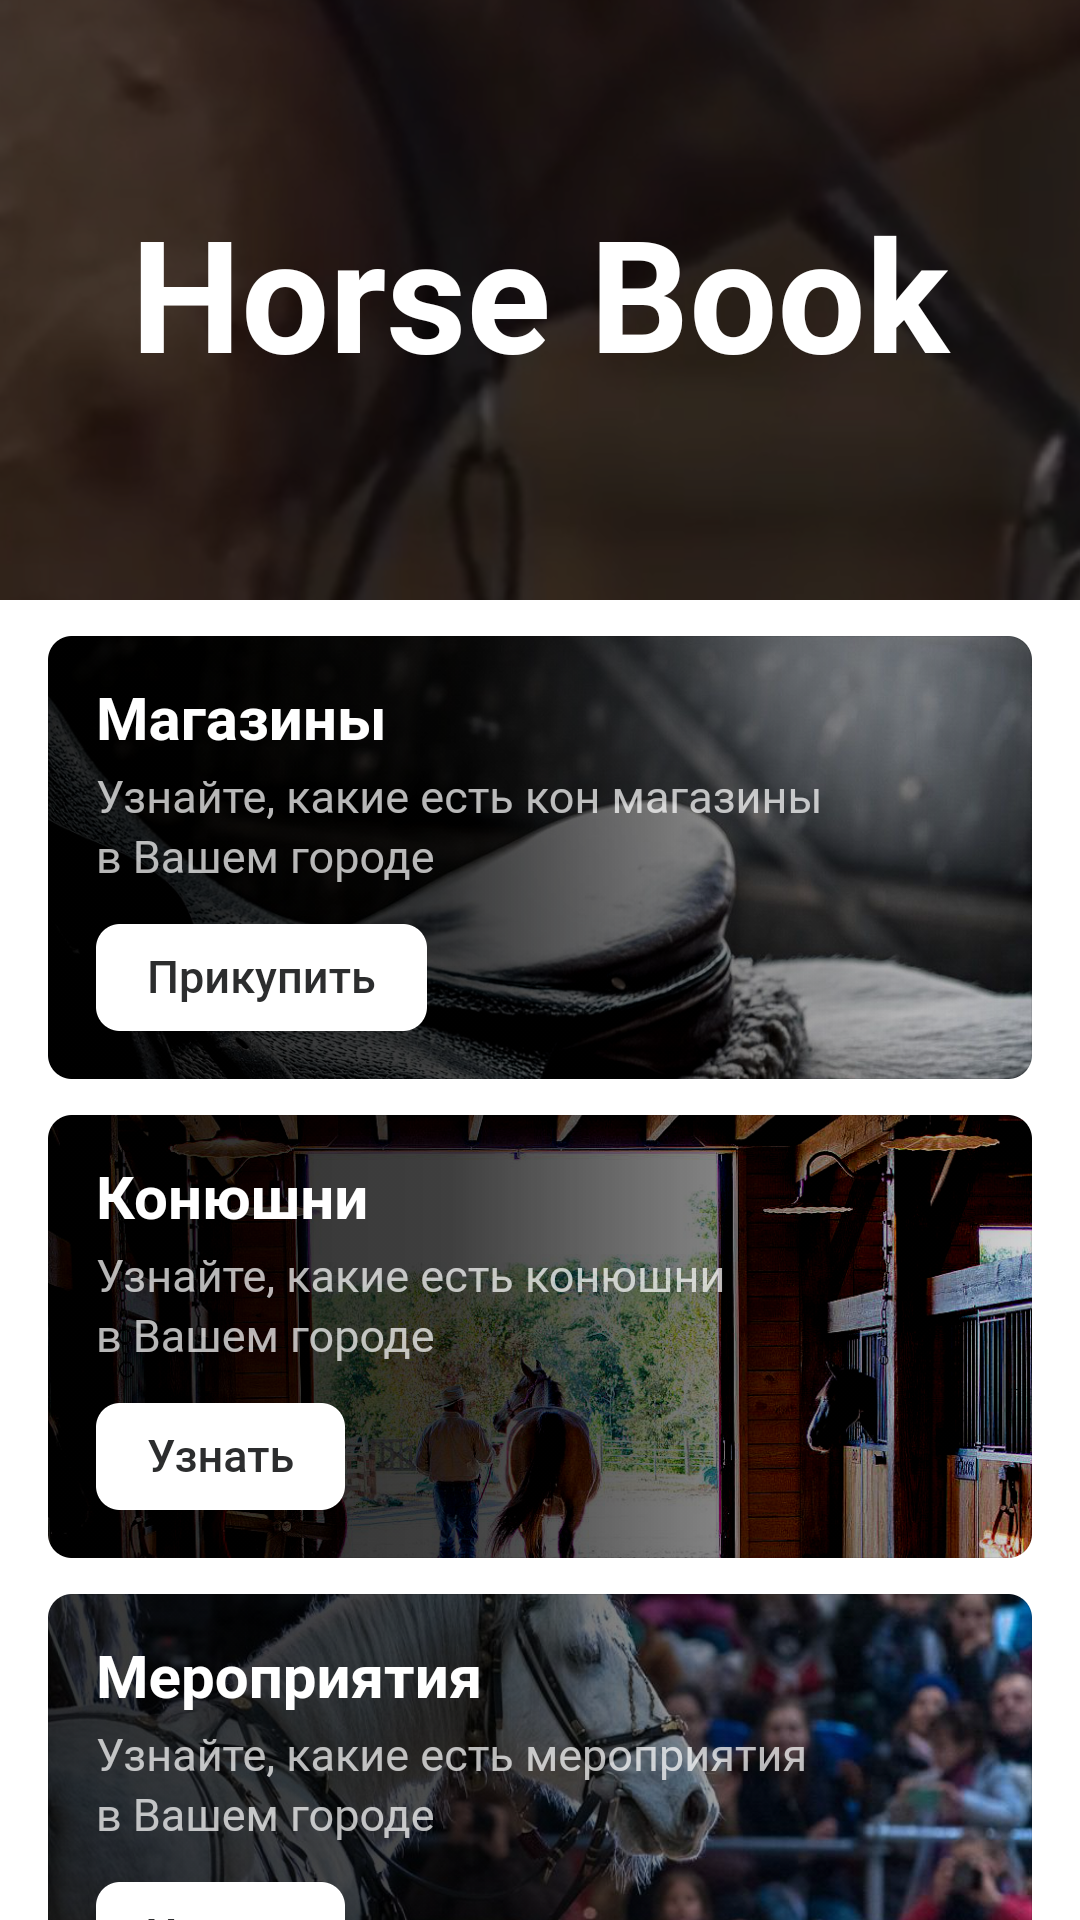 Horse Book
Магазины
Узнайте, какие есть кон магазины
в Вашем городе
Прикупить
Конюшни
Узнайте, какие есть конюшни
в Вашем городе
Узнать
Мероприятия
Узнайте, какие есть мероприятия
в Вашем городе